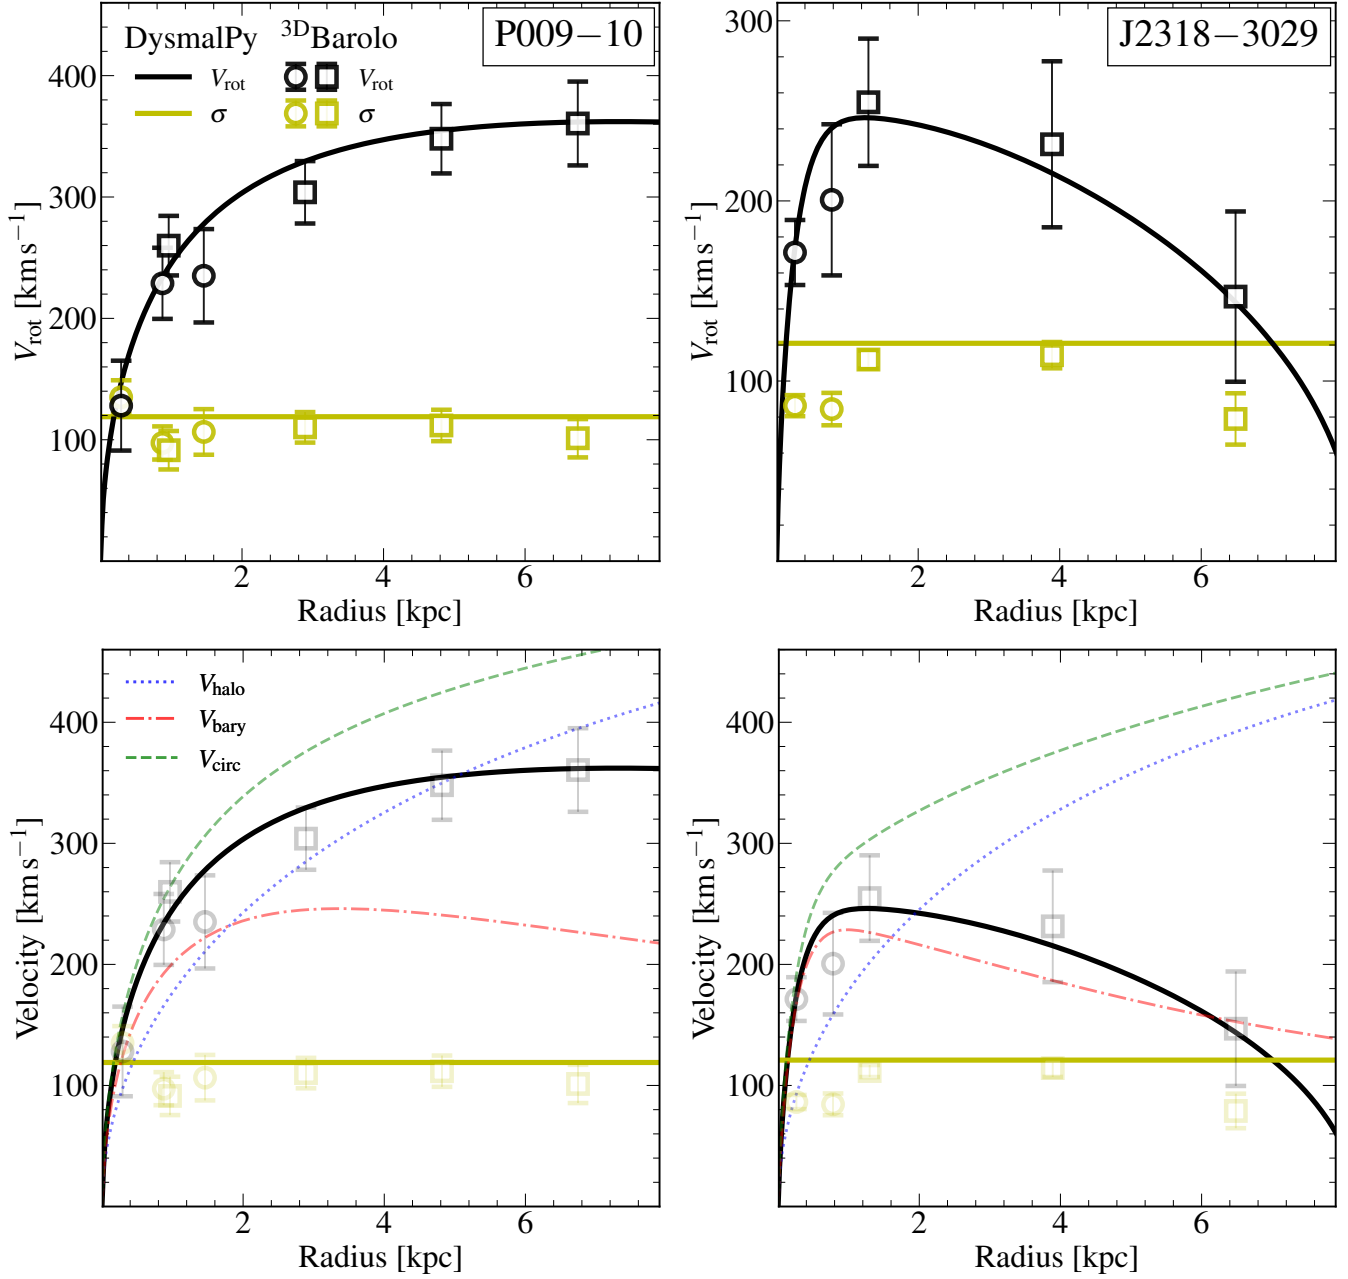 DysmalPy ³ᴰBarolo
V_rot V_rot
σ σ
P009−10
400
300
200
100
2 4 6
Radius [kpc]
V_rot [km s⁻¹]
J2318−3029
300
200
100
2 4 6
Radius [kpc]
V_rot [km s⁻¹]
V_halo
V_bary
V_circ
400
300
200
100
2 4 6
Radius [kpc]
Velocity [km s⁻¹]
400
300
200
100
2 4 6
Radius [kpc]
Velocity [km s⁻¹]